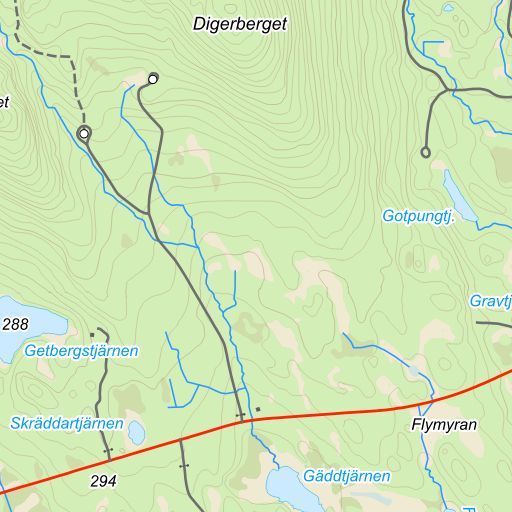 Digerberget
et
Gotpungtj.
Gravtj
288
Getbergstjärnen
Skräddartjärnen
Flymyran
294
Gäddtjärnen